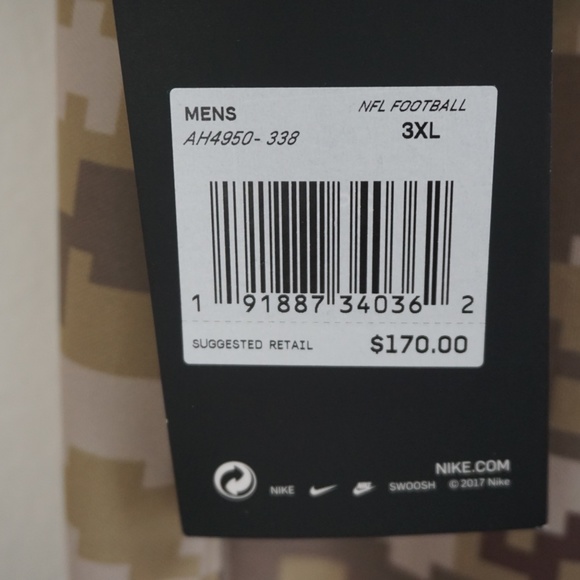 MENS NFL FOOTBALL
AH4950- 338 3XL
1 91887 34036 2
SUGGESTED RETAIL $170.00
NIKE.COM
NIKE SWOOSH © 2017 Nike